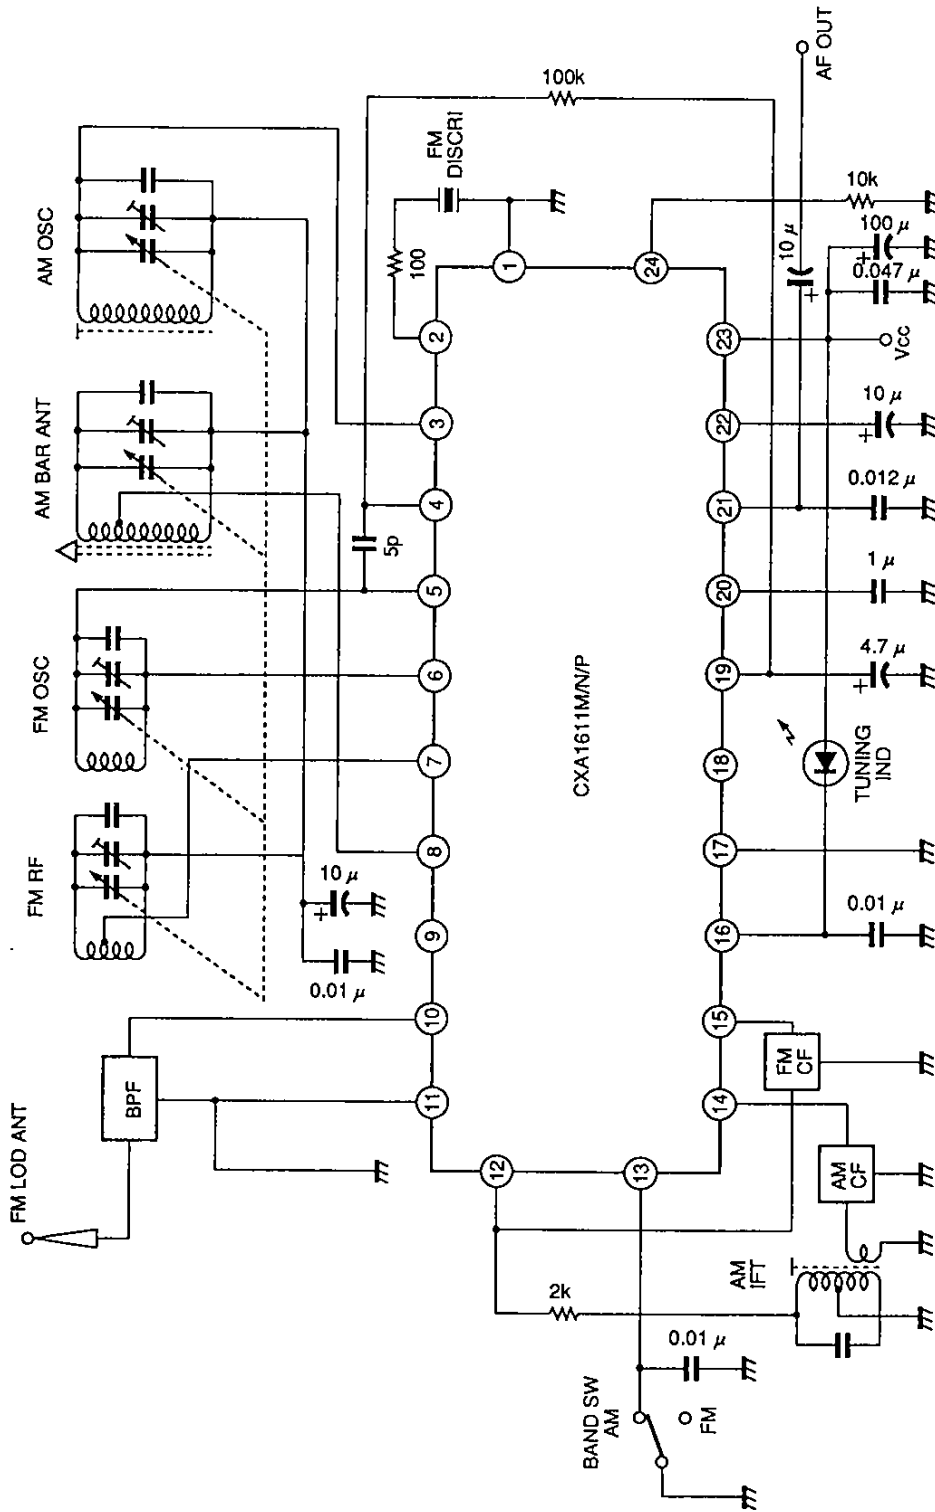 FM LOD ANT
BPF
FM RF
FM OSC
AM BAR ANT
AM OSC
0.01 μ
10 μ
+
5p
100
FM
DISCRI
100k
11
10
9
8
7
6
5
4
3
2
12
1
CXA1611M/N/P
13
24
14
15
16
17
18
19
20
21
22
23
BAND SW
AM
FM
0.01 μ
2k
AM
IFT
AM
CF
FM
CF
0.01 μ
TUNING
IND
4.7 μ
+
1 μ
0.012 μ
10 μ
+
Vcc
0.047 μ
100 μ
+
10k
10 μ
+
AF OUT